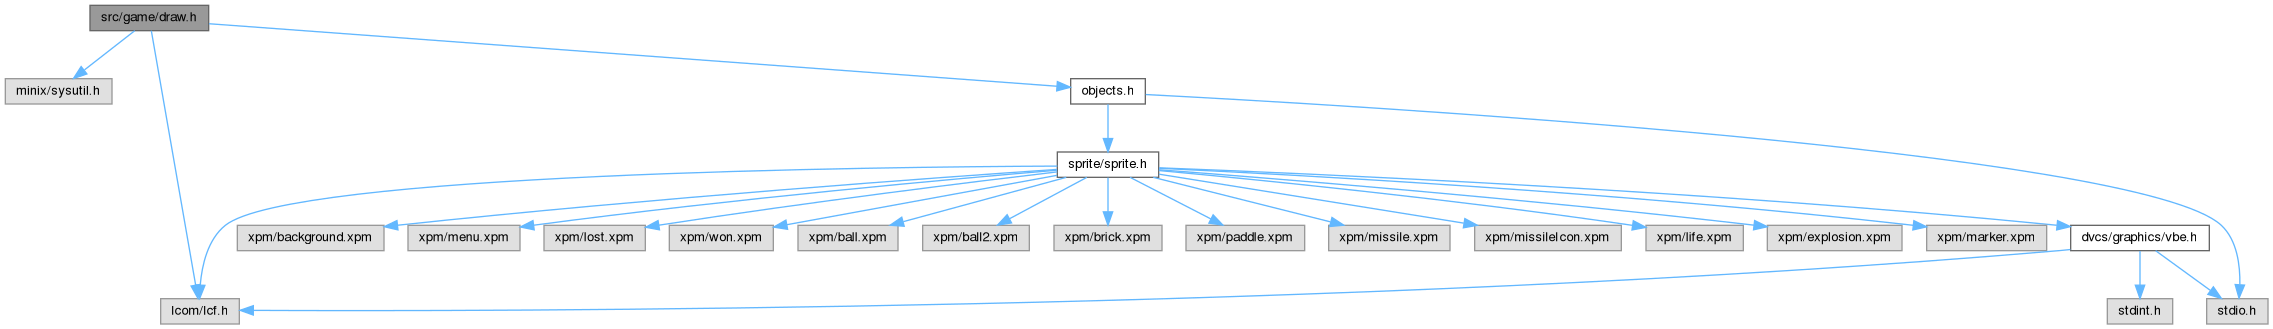 src/game/draw.h
minix/sysutil.h
objects.h
sprite/sprite.h
xpm/background.xpm
xpm/menu.xpm
xpm/lost.xpm
xpm/won.xpm
xpm/ball.xpm
xpm/ball2.xpm
xpm/brick.xpm
xpm/paddle.xpm
xpm/missile.xpm
xpm/missileIcon.xpm
xpm/life.xpm
xpm/explosion.xpm
xpm/marker.xpm
dvcs/graphics/vbe.h
lcom/lcf.h
stdint.h
stdio.h